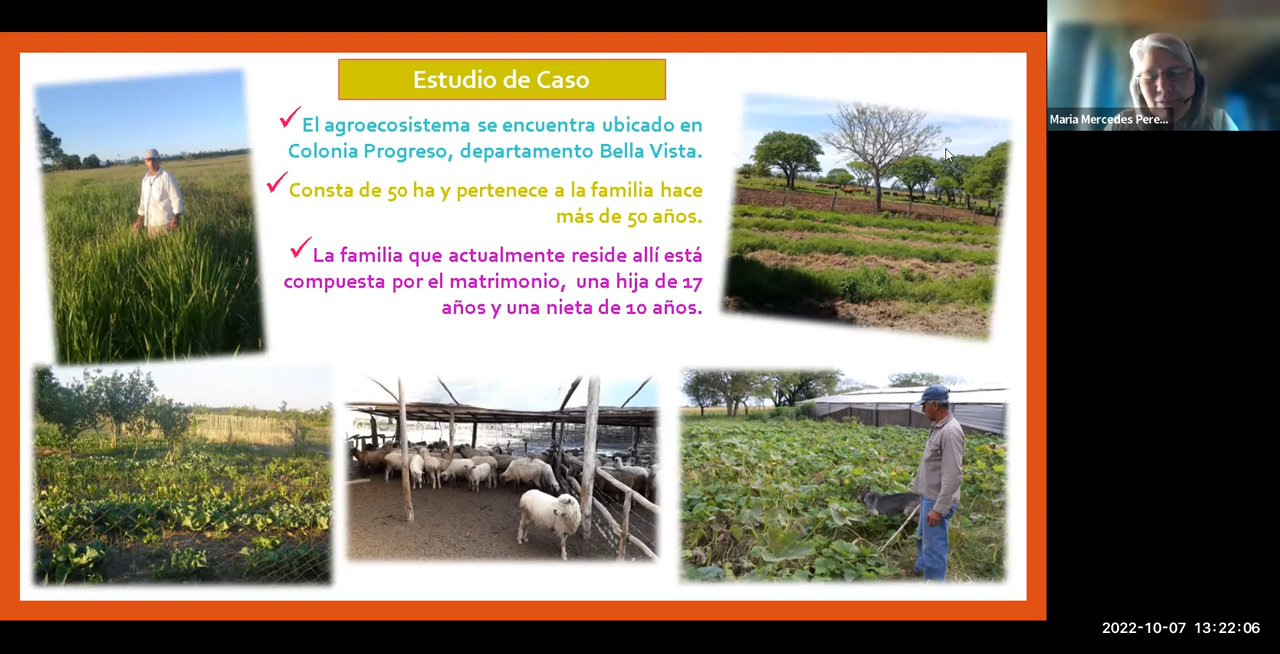 Estudio de Caso
El agroecosistema se encuentra ubicado en
Colonia Progreso, departamento Bella Vista.
Consta de 50 ha y pertenece a la familia hace
más de 50 años.
La familia que actualmente reside allí está
compuesta por el matrimonio, una hija de 17
años y una nieta de 10 años.
Maria Mercedes Pere...
2022-10-07 13:22:06